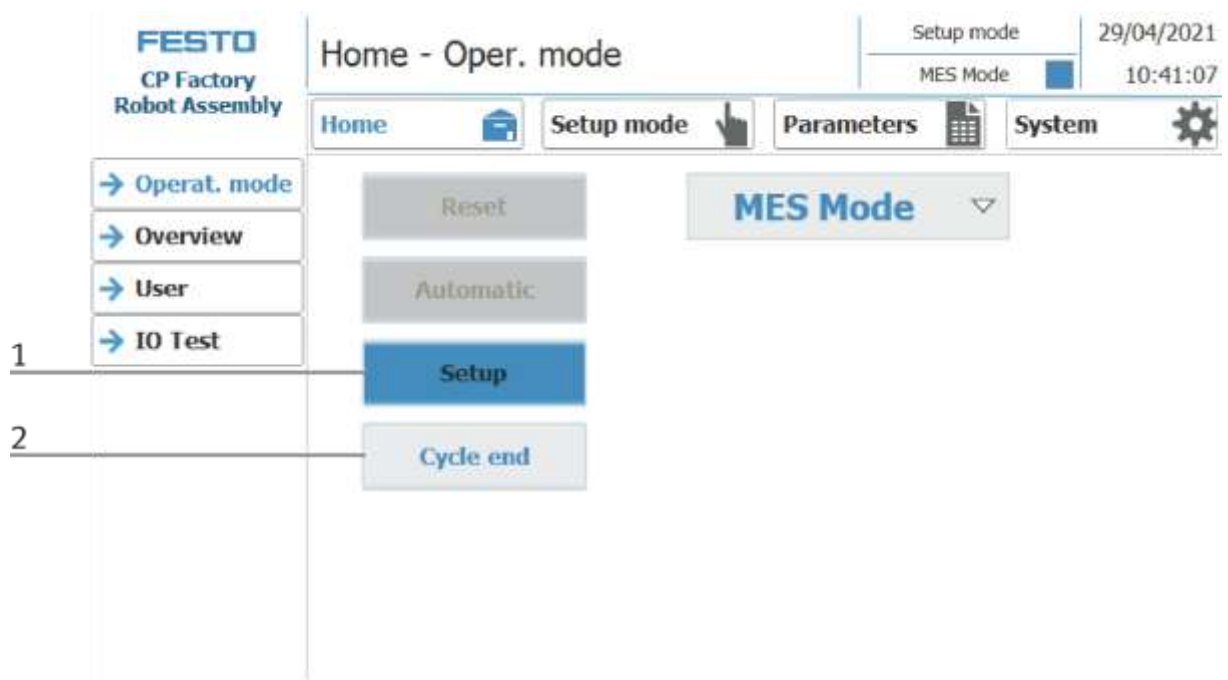 FESTO
CP Factory
Robot Assembly
Home - Oper. mode
Setup mode
MES Mode
29/04/2021
10:41:07
Home
Setup mode
Parameters
System
Operat. mode
Overview
User
IO Test
Reset
Automatic
Setup
Cycle end
MES Mode
1
2